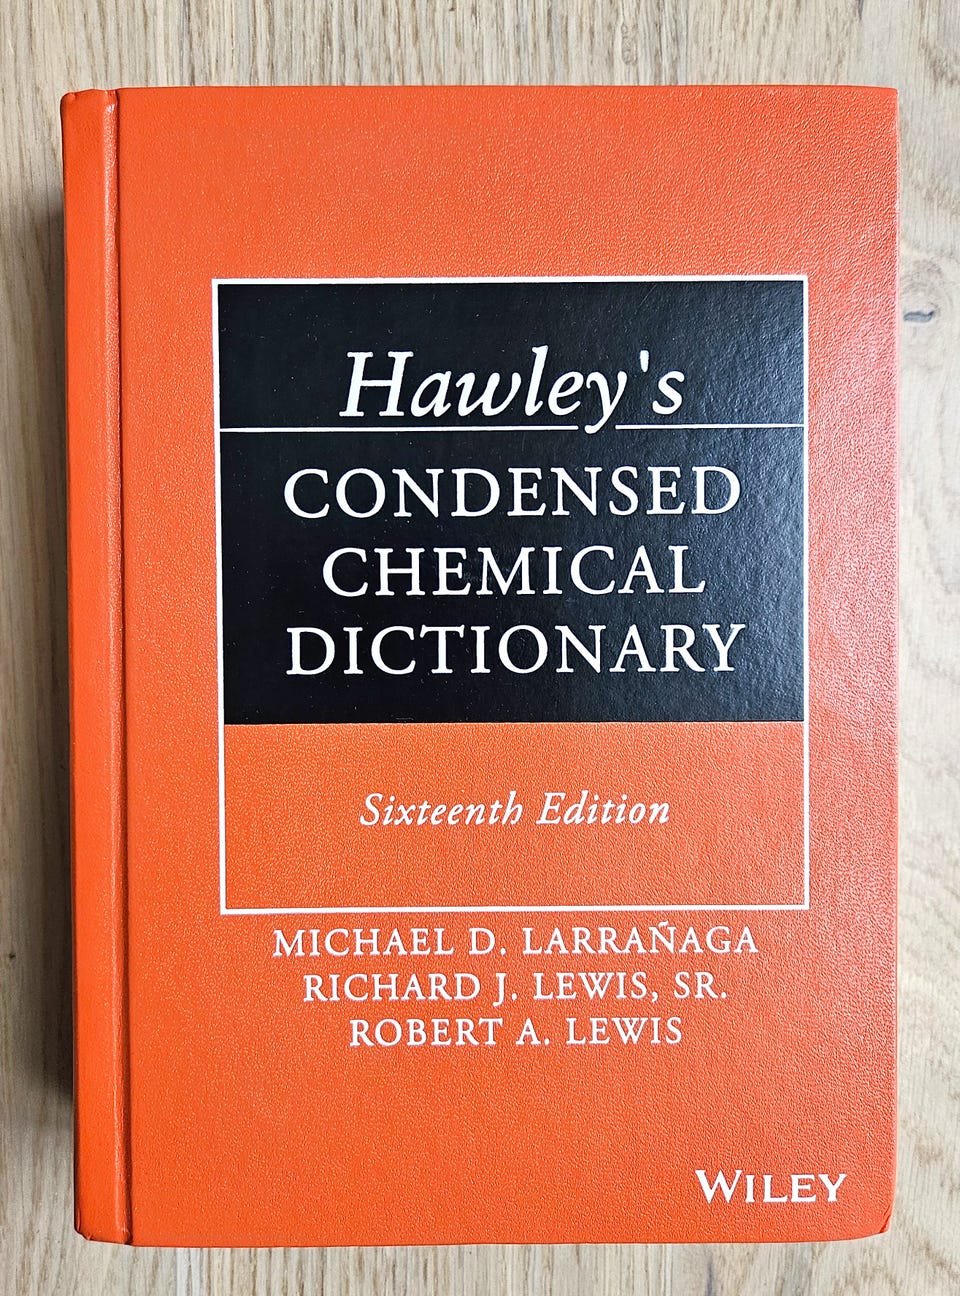 Hawley's
CONDENSED
CHEMICAL
DICTIONARY
Sixteenth Edition
MICHAEL D. LARRAÑAGA
RICHARD J. LEWIS, SR.
ROBERT A. LEWIS
WILEY